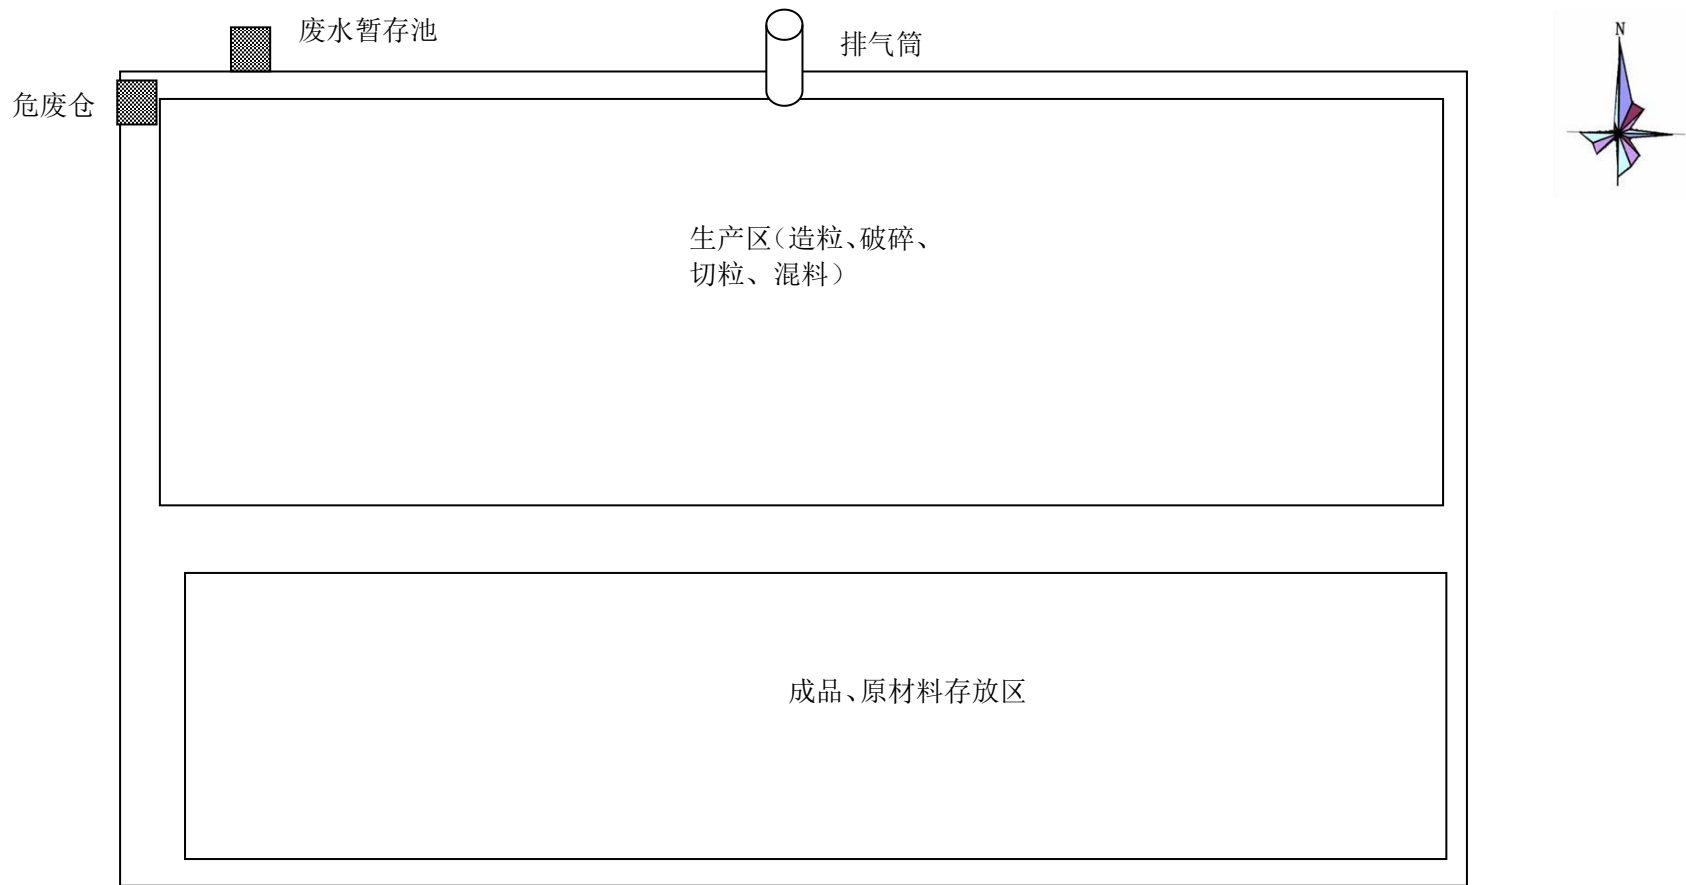 废水暂存池
排气筒
N
危废仓
生产区（造粒、破碎、
切粒、混料）
成品、原材料存放区